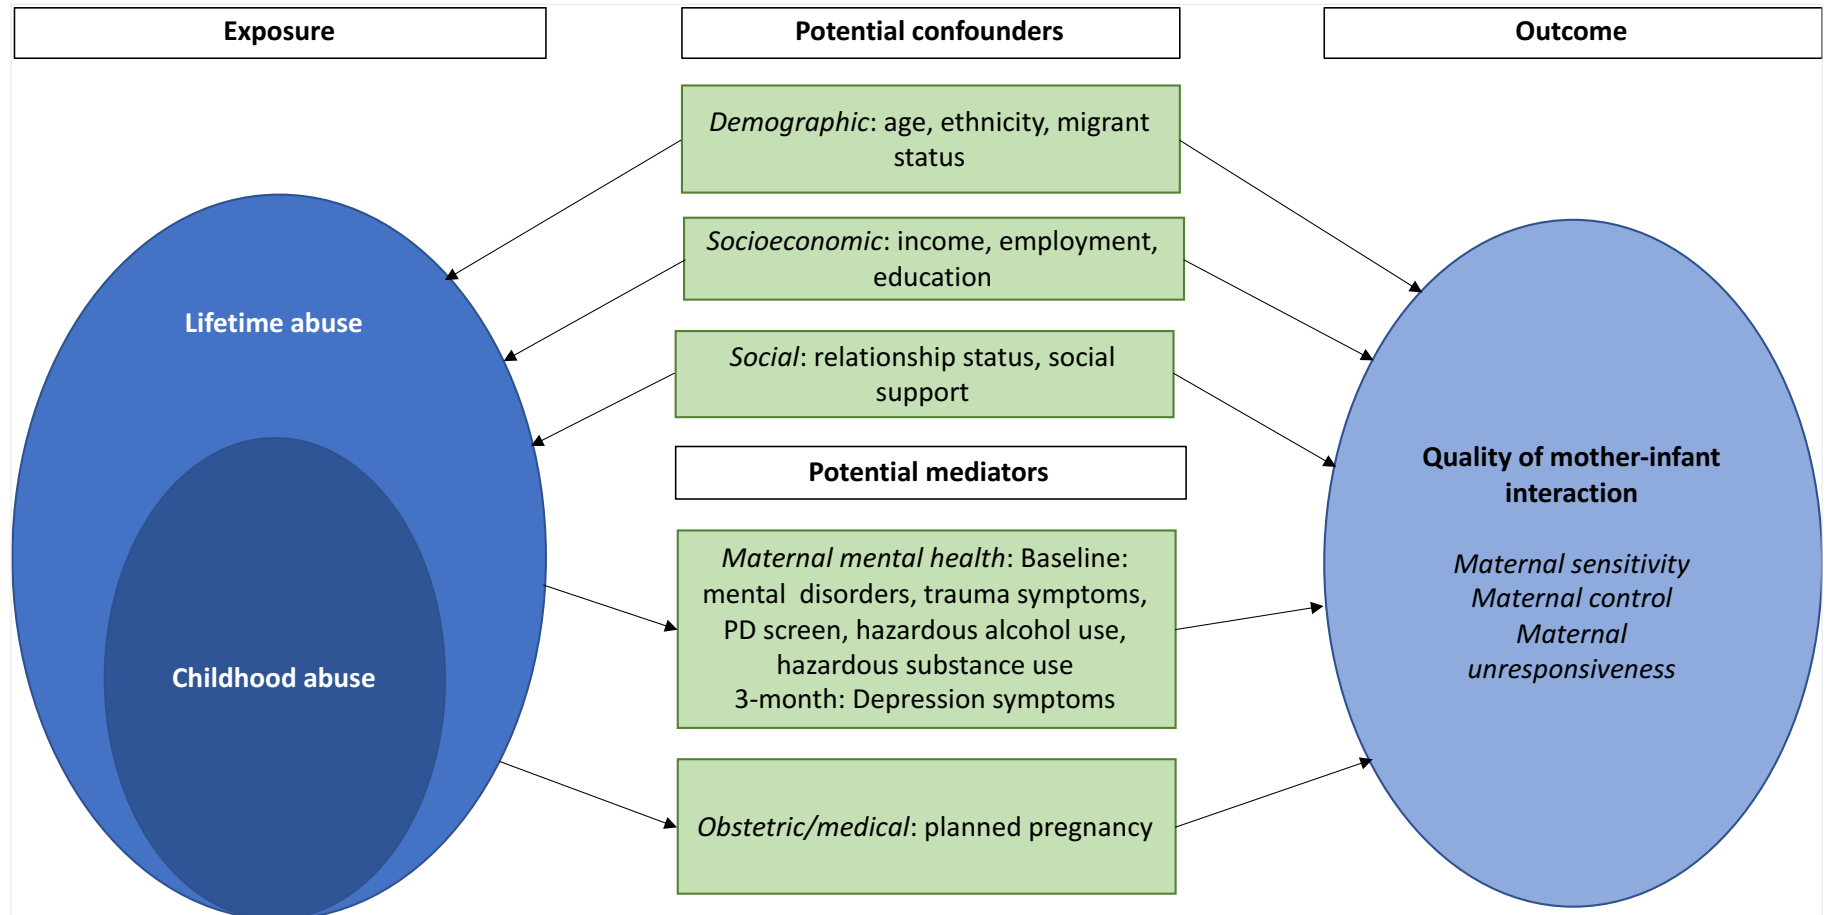 Exposure
Potential confounders
Outcome
Demographic: age, ethnicity, migrant
status
Socioeconomic: income, employment,
education
Social: relationship status, social
support
Lifetime abuse
Childhood abuse
Potential mediators
Maternal mental health: Baseline:
mental disorders, trauma symptoms,
PD screen, hazardous alcohol use,
hazardous substance use
3-month: Depression symptoms
Obstetric/medical: planned pregnancy
Quality of mother-infant
interaction
Maternal sensitivity
Maternal control
Maternal
unresponsiveness